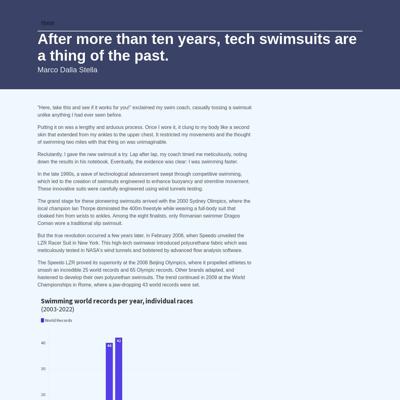 Home
After more than ten years, tech swimsuits are
a thing of the past.
Marco Dalla Stella
"Here, take this and see if it works for you!" exclaimed my swim coach, casually tossing a swimsuit
unlike anything I had ever seen before.
Putting it on was a lengthy and arduous process. Once I wore it, it clung to my body like a second
skin that extended from my ankles to the upper chest. It restricted my movements and the thought
of swimming two miles with that thing on was unimaginable.
Reluctantly, I gave the new swimsuit a try. Lap after lap, my coach timed me meticulously, noting
down the results in his notebook. Eventually, the evidence was clear: I was swimming faster.
In the late 1990s, a wave of technological advancement swept through competitive swimming,
which led to the creation of swimsuits engineered to enhance buoyancy and streamline movement.
These innovative suits were carefully engineered using wind tunnels testing.
The grand stage for these pioneering swimsuits arrived with the 2000 Sydney Olympics, where the
local champion Ian Thorpe dominated the 400m freestyle while wearing a full-body suit that
cloaked him from wrists to ankles. Among the eight finalists, only Romanian swimmer Dragos
Coman wore a traditional slip swimsuit.
But the true revolution occurred a few years later, in February 2008, when Speedo unveiled the
LZR Racer Suit in New York. This high-tech swimwear introduced polyurethane fabric which was
meticulously tested in NASA's wind tunnels and bolstered by advanced flow analysis software.
The Speedo LZR proved its superiority at the 2008 Beijing Olympics, where it propelled athletes to
smash an incredible 25 world records and 65 Olympic records. Other brands adapted, and
hastened to develop their own polyurethane swimsuits. The trend continued in 2009 at the World
Championships in Rome, where a jaw-dropping 43 world records were set.
Swimming world records per year, individual races
(2003-2022)
World Records
40
30
20